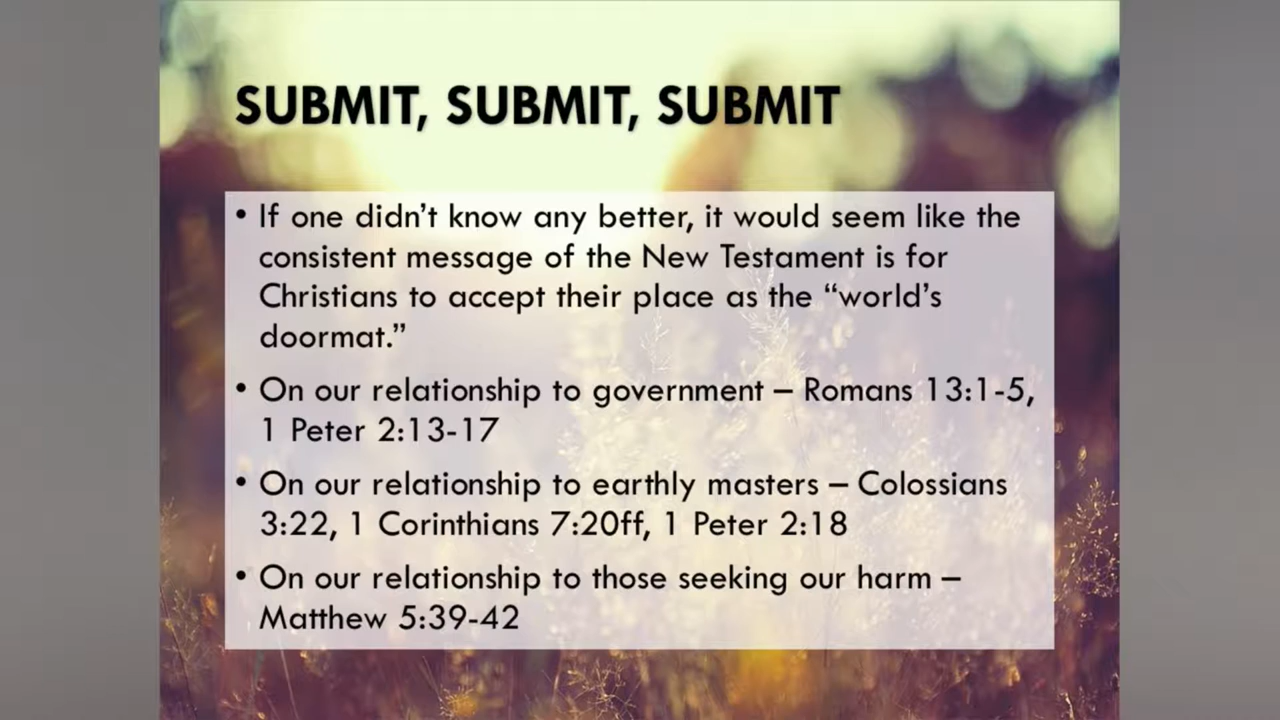 SUBMIT, SUBMIT, SUBMIT
• If one didn’t know any better, it would seem like the
consistent message of the New Testament is for
Christians to accept their place as the “world’s
doormat.”
• On our relationship to government – Romans 13:1-5,
1 Peter 2:13-17
• On our relationship to earthly masters – Colossians
3:22, 1 Corinthians 7:20ff, 1 Peter 2:18
• On our relationship to those seeking our harm –
Matthew 5:39-42